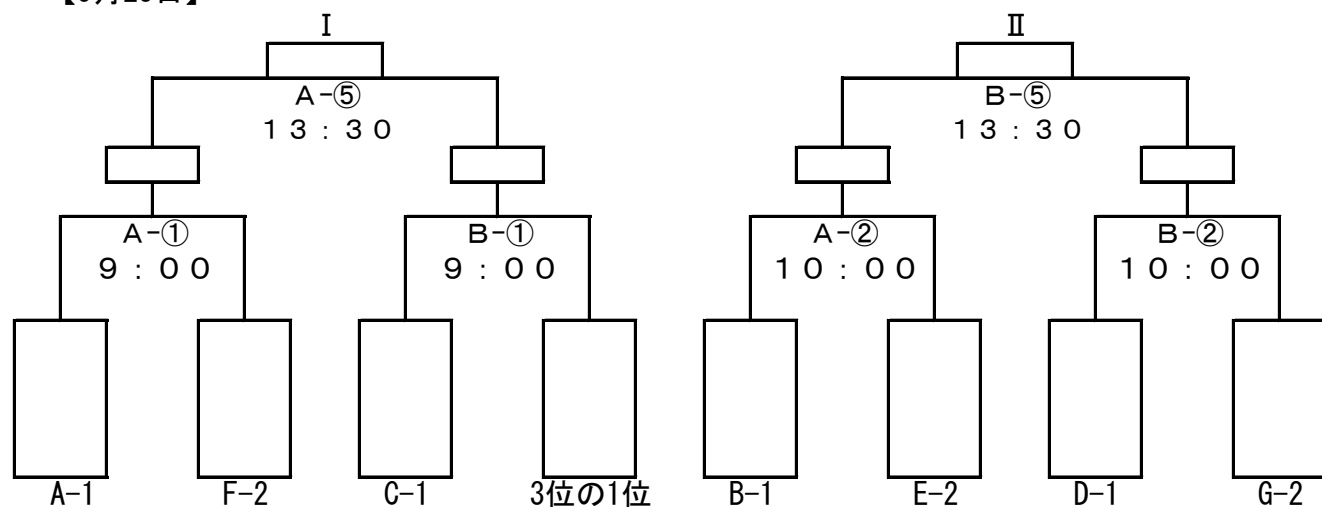 Ⅰ
Ⅱ
A-⑤
B-⑤
13:30
13:30
A-①
B-①
A-②
B-②
9:00
9:00
10:00
10:00
A-1
F-2
C-1
3位の1位
B-1
E-2
D-1
G-2